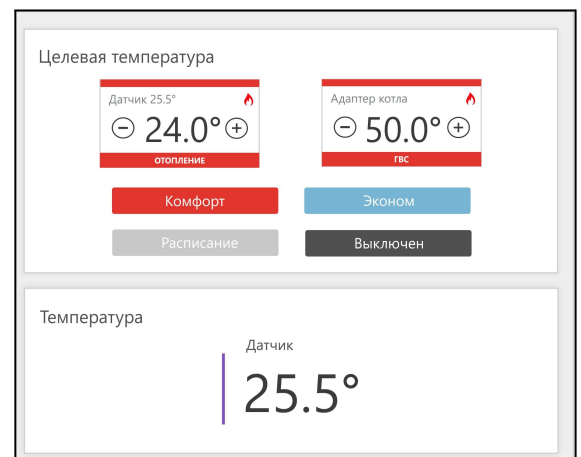 Целевая температура
Датчик 25.5°
24.0°
ОТОПЛЕНИЕ
Адаптер котла
50.0°
ГВС
Комфорт
Эконом
Расписание
Выключен
Температура
Датчик
25.5°